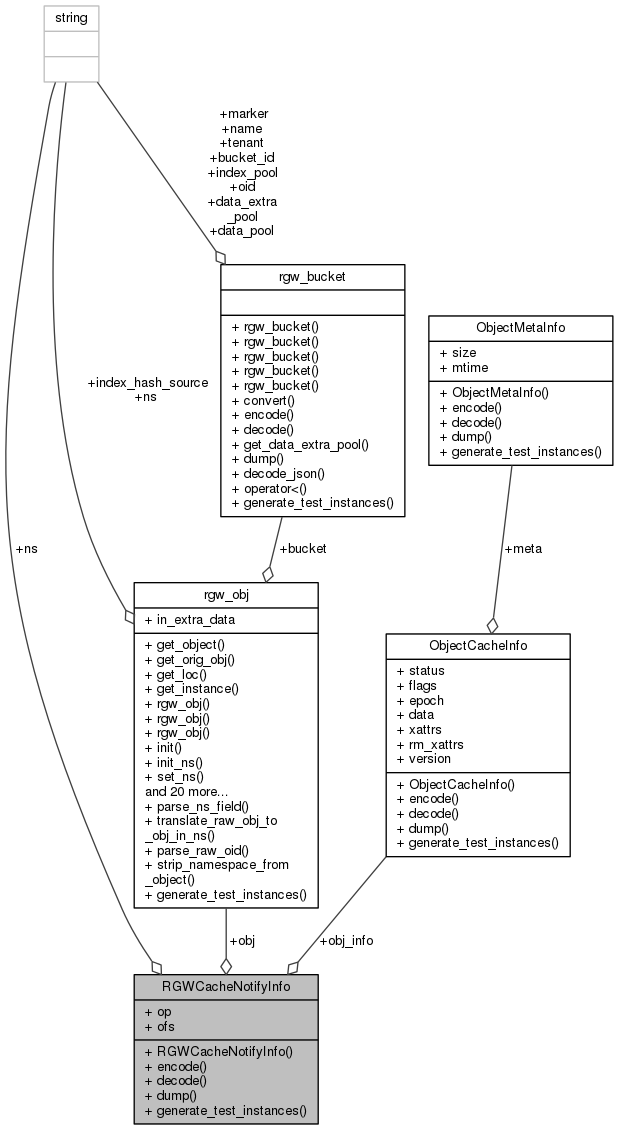 string
+marker
+name
+tenant
+bucket_id
+index_pool
+oid
+data_extra
_pool
+data_pool
rgw_bucket
+ rgw_bucket()
+ rgw_bucket()
+ rgw_bucket()
+ rgw_bucket()
+ rgw_bucket()
+ convert()
+ encode()
+ decode()
+ get_data_extra_pool()
+ dump()
+ decode_json()
+ operator<()
+ generate_test_instances()
ObjectMetaInfo
+ size
+ mtime
+ ObjectMetaInfo()
+ encode()
+ decode()
+ dump()
+ generate_test_instances()
+index_hash_source
+ns
+ns
+bucket
+meta
rgw_obj
+ in_extra_data
+ get_object()
+ get_orig_obj()
+ get_loc()
+ get_instance()
+ rgw_obj()
+ rgw_obj()
+ rgw_obj()
+ init()
+ init_ns()
+ set_ns()
and 20 more...
+ parse_ns_field()
+ translate_raw_obj_to
_obj_in_ns()
+ parse_raw_oid()
+ strip_namespace_from
_object()
+ generate_test_instances()
ObjectCacheInfo
+ status
+ flags
+ epoch
+ data
+ xattrs
+ rm_xattrs
+ version
+ ObjectCacheInfo()
+ encode()
+ decode()
+ dump()
+ generate_test_instances()
+obj
+obj_info
RGWCacheNotifyInfo
+ op
+ ofs
+ RGWCacheNotifyInfo()
+ encode()
+ decode()
+ dump()
+ generate_test_instances()